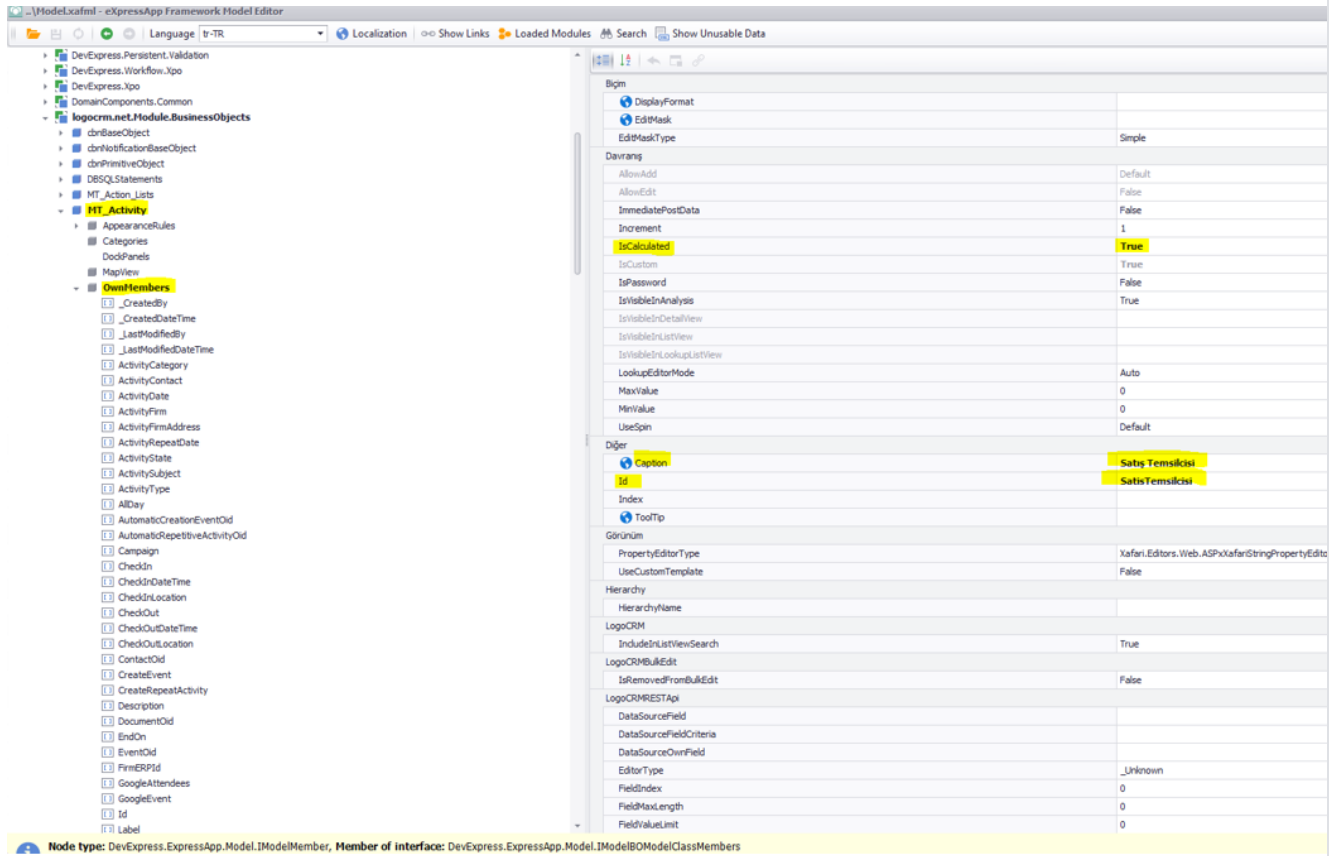 ..\Model.xafml - eXpressApp Framework Model Editor
Language tr-TR Localization Show Links Loaded Modules Search Show Unusable Data
DevExpress.Persistent.Validation
DevExpress.Workflow.Xpo
DevExpress.Xpo
DomainComponents.Common
logocrm.net.Module.BusinessObjects
cbnBaseObject
cbnNotificationBaseObject
cbnPrimitiveObject
DBSQLStatements
MT_Action_Lists
MT_Activity
AppearanceRules
Categories
DockPanels
MapView
OwnMembers
_CreatedBy
_CreatedDateTime
_LastModifiedBy
_LastModifiedDateTime
ActivityCategory
ActivityContact
ActivityDate
ActivityFirm
ActivityFirmAddress
ActivityRepeatDate
ActivityState
ActivitySubject
ActivityType
AllDay
AutomaticCreationEventOid
AutomaticRepetitiveActivityOid
Campaign
CheckIn
CheckInDateTime
CheckInLocation
CheckOut
CheckOutDateTime
CheckOutLocation
ContactOid
CreateEvent
CreateRepeatActivity
Description
DocumentOid
EndOn
EventOid
FirmERPId
GoogleAttendees
GoogleEvent
Id
Label
Biçim
DisplayFormat
EditMask
EditMaskType Simple
Davranış
AllowAdd Default
AllowEdit False
ImmediatePostData False
Increment 1
IsCalculated True
IsCustom True
IsPassword False
IsVisibleInAnalysis True
IsVisibleInDetailView
IsVisibleInListView
IsVisibleInLookupListView
LookupEditorMode Auto
MaxValue 0
MinValue 0
UseSpin Default
Diğer
Caption Satış Temsilcisi
Id SatisTemsilcisi
Index
ToolTip
Görünüm
PropertyEditorType Xafari.Editors.Web.ASPxXafariStringPropertyEdito
UseCustomTemplate False
Hierarchy
HierarchyName
LogoCRM
IncludeInListViewSearch True
LogoCRMBulkEdit
IsRemovedFromBulkEdit False
LogoCRMRESTApi
DataSourceField
DataSourceFieldCriteria
DataSourceOwnField
EditorType _Unknown
FieldIndex 0
FieldMaxLength 0
FieldValueLimit 0
Node type: DevExpress.ExpressApp.Model.IModelMember, Member of interface: DevExpress.ExpressApp.Model.IModelBOModelClassMembers